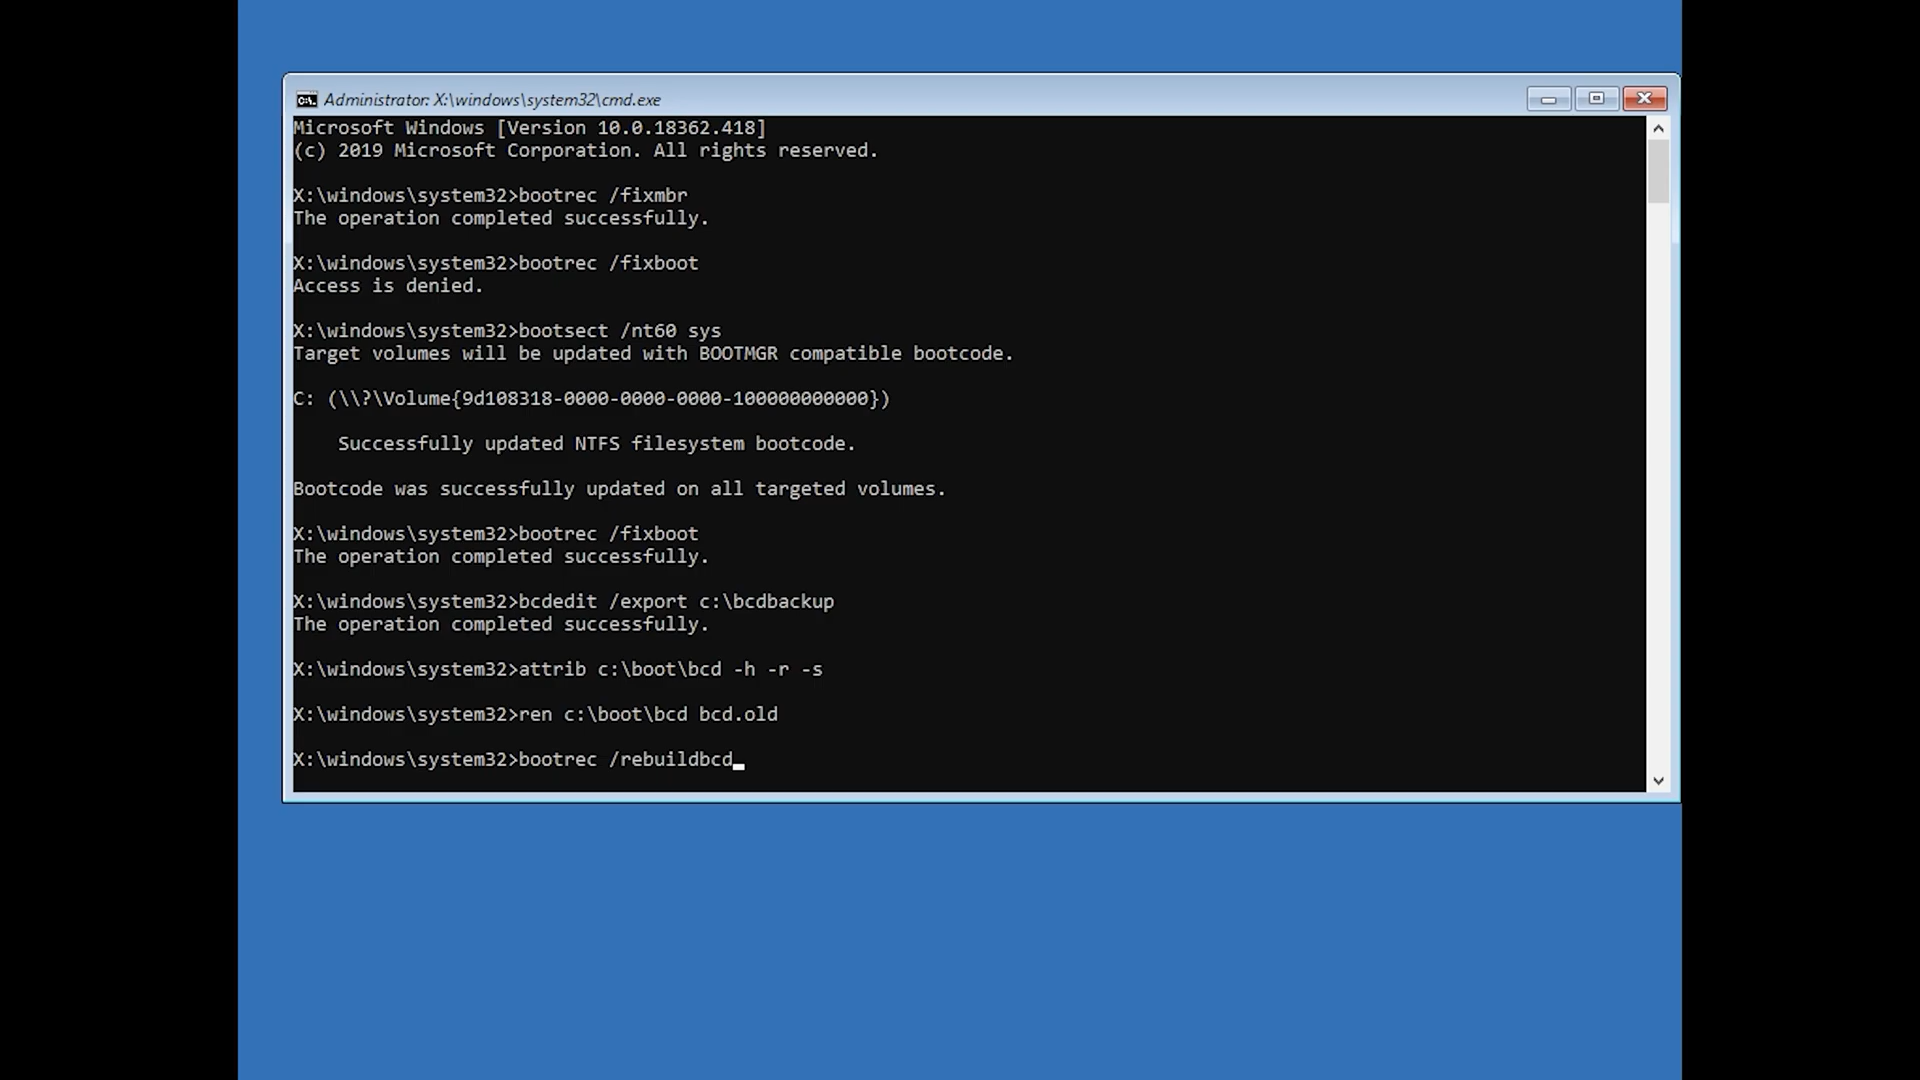 Administrator: X:\windows\system32\cmd.exe
Microsoft Windows [Version 10.0.18362.418]
(c) 2019 Microsoft Corporation. All rights reserved.
X:\windows\system32>bootrec /fixmbr
The operation completed successfully.
X:\windows\system32>bootrec /fixboot
Access is denied.
X:\windows\system32>bootsect /nt60 sys
Target volumes will be updated with BOOTMGR compatible bootcode.
C: (\\?\Volume{9d108318-0000-0000-0000-100000000000})
Successfully updated NTFS filesystem bootcode.
Bootcode was successfully updated on all targeted volumes.
X:\windows\system32>bootrec /fixboot
The operation completed successfully.
X:\windows\system32>bcdedit /export c:\bcdbackup
The operation completed successfully.
X:\windows\system32>attrib c:\boot\bcd -h -r -s
X:\windows\system32>ren c:\boot\bcd bcd.old
X:\windows\system32>bootrec /rebuildbcd